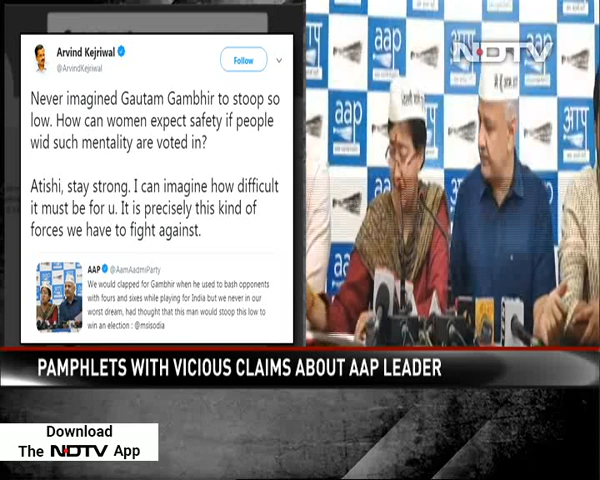 Arvind Kejriwal
@ArvindKejriwal
Follow
Never imagined Gautam Gambhir to stoop so
low. How can women expect safety if people
wid such mentality are voted in?
Atishi, stay strong. I can imagine how difficult
it must be for u. It is precisely this kind of
forces we have to fight against.
AAP @AamAadmiParty
We would clapped for Gambhir when he used to bash opponents
with fours and sixes while playing for India but we never in our
worst dream, had thought that this man would stoop this low to
win an election : @msisodia
NDTV
aap
आप
aap
aap
आप
PAMPHLETS WITH VICIOUS CLAIMS ABOUT AAP LEADER
Download
The NDTV App